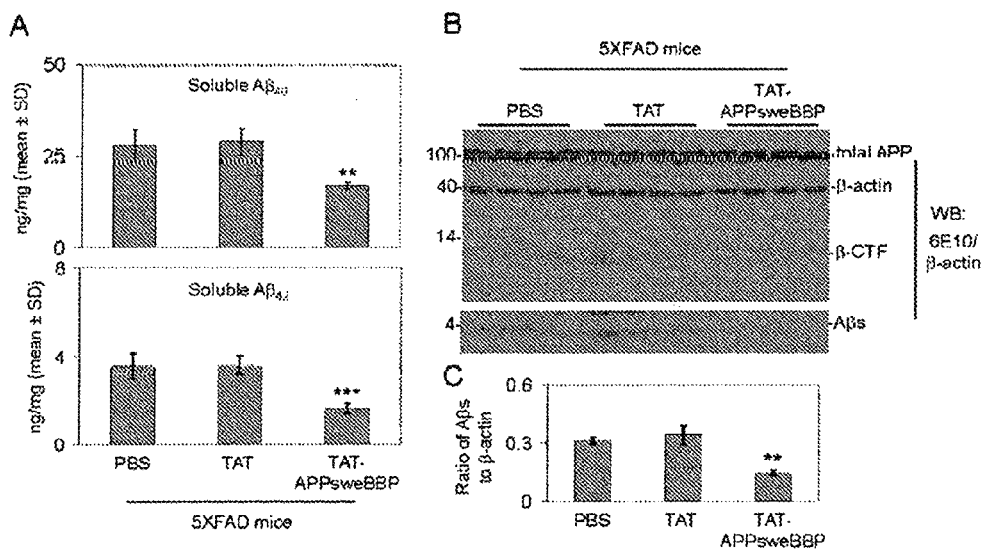 A
50
25
0
ng/mg (mean ± SD)
Soluble Aβ40
**
8
4
0
ng/mg (mean ± SD)
Soluble Aβ42
***
PBS
TAT
TAT-
APPsweBBP
5XFAD mice
B
5XFAD mice
PBS
TAT
TAT-
APPsweBBP
100-
-total APP
40-
-β-actin
14-
-β-CTF
4-
-Aβs
WB:
6E10/
β-actin
C
Ratio of Aβs
to β-actin
0.6
0.3
0
**
PBS
TAT
TAT-
APPsweBBP